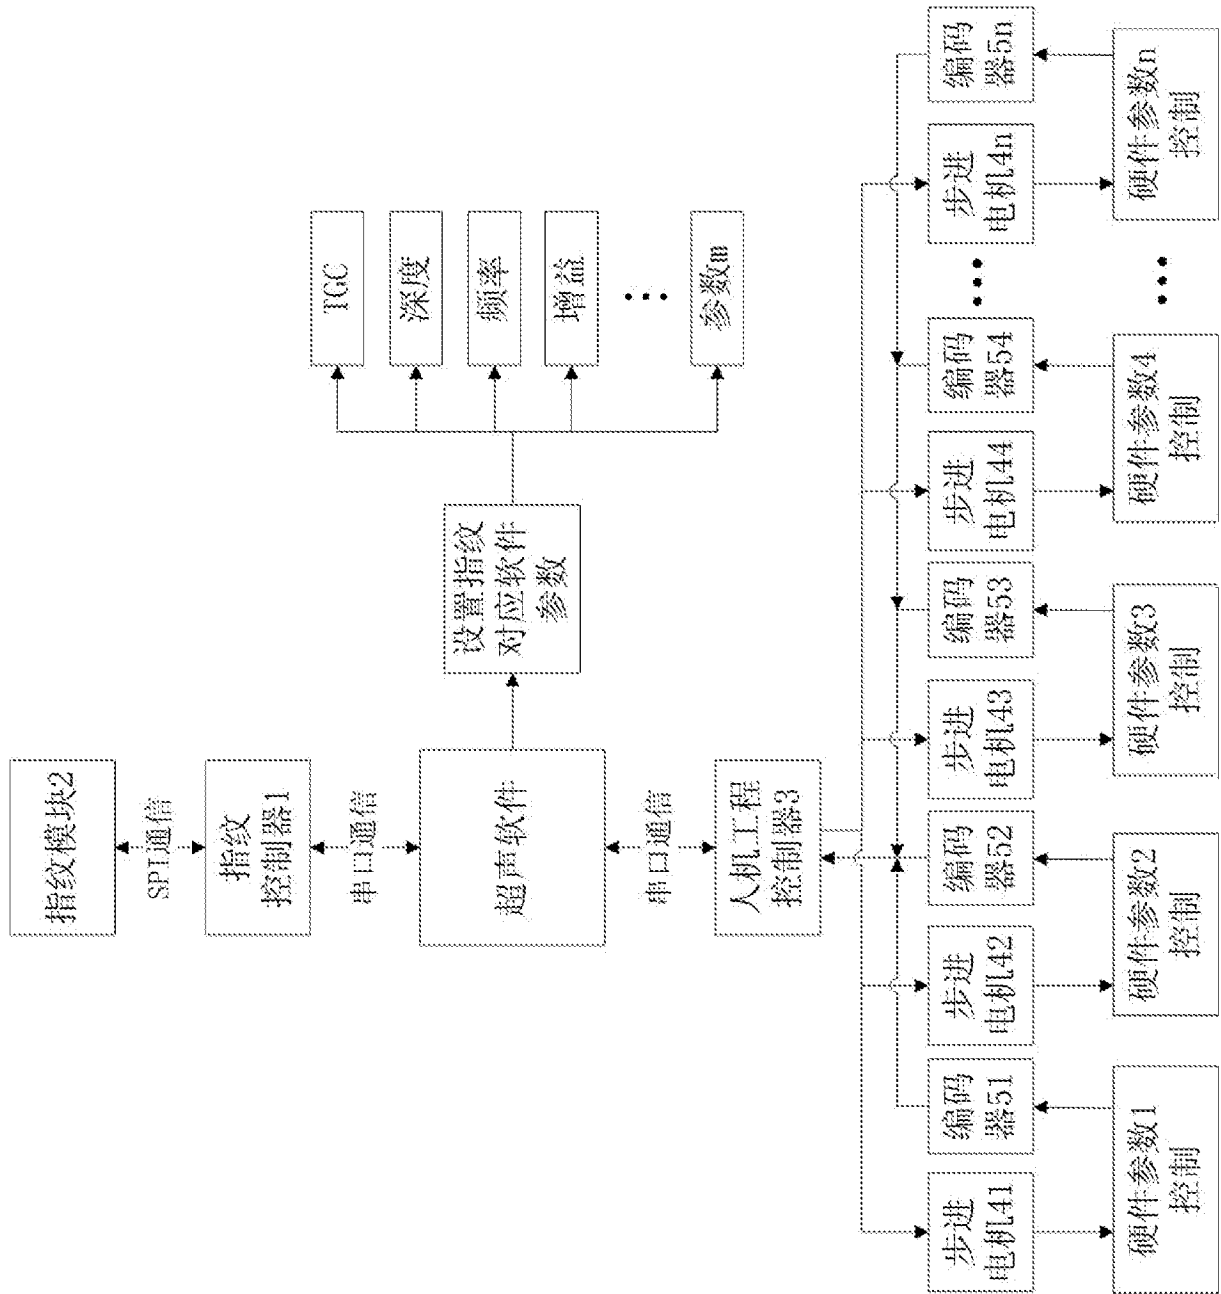 指纹模块2
SPI通信
指纹
控制器1
串口通信
超声软件
设置指纹
对应软件
参数
TGC
深度
频率
增益
•••
参数m
串口通信
人机工程
控制器3
步进
电机41
编码
器51
步进
电机42
编码
器52
步进
电机43
编码
器53
步进
电机44
编码
器54
•••
步进
电机4n
编码
器5n
硬件参数1
控制
硬件参数2
控制
硬件参数3
控制
硬件参数4
控制
•••
硬件参数n
控制